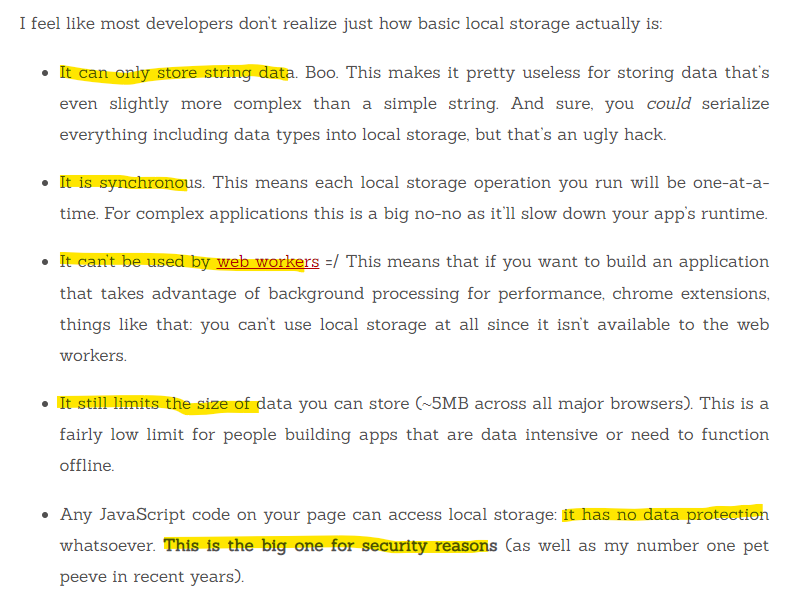 I feel like most developers don't realize just how basic local storage actually is:
• It can only store string data. Boo. This makes it pretty useless for storing data that's
even slightly more complex than a simple string. And sure, you could serialize
everything including data types into local storage, but that's an ugly hack.
• It is synchronous. This means each local storage operation you run will be one-at-a-
time. For complex applications this is a big no-no as it'll slow down your app's runtime.
• It can't be used by web workers =/ This means that if you want to build an application
that takes advantage of background processing for performance, chrome extensions,
things like that: you can't use local storage at all since it isn't available to the web
workers.
• It still limits the size of data you can store (~5MB across all major browsers). This is a
fairly low limit for people building apps that are data intensive or need to function
offline.
• Any JavaScript code on your page can access local storage: it has no data protection
whatsoever. This is the big one for security reasons (as well as my number one pet
peeve in recent years).